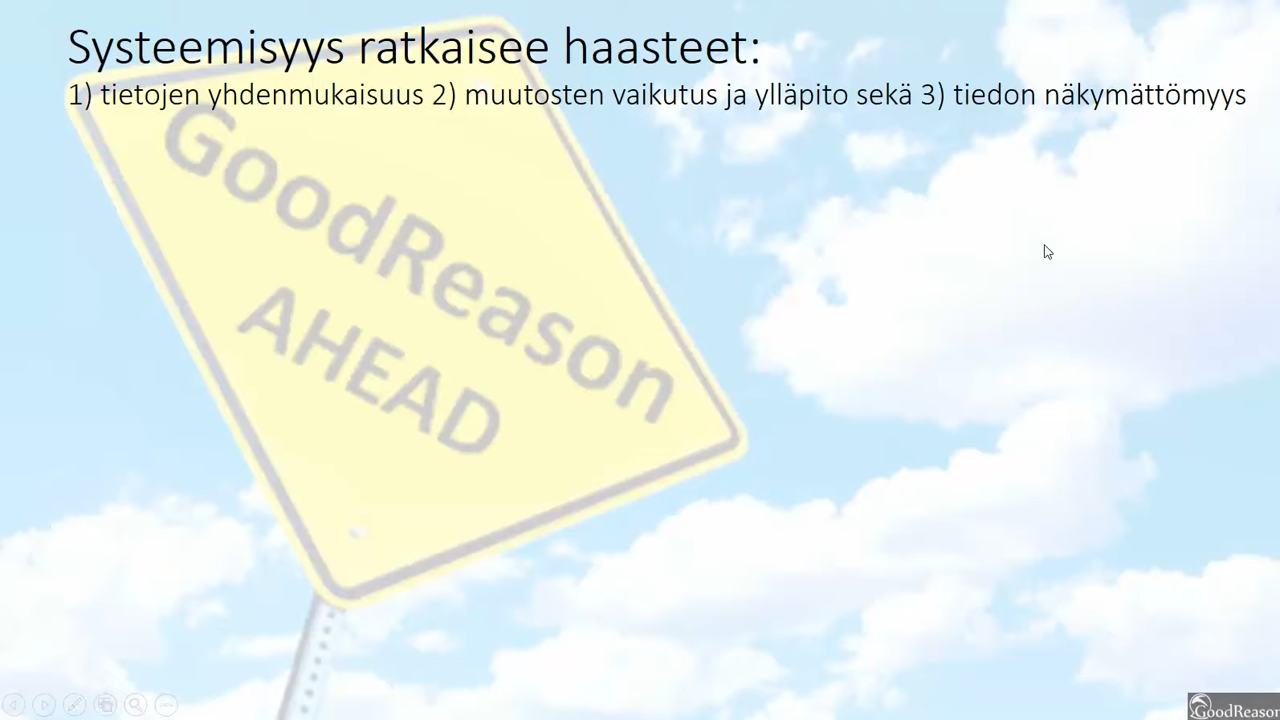 Systeemisyys ratkaisee haasteet:
1) tietojen yhdenmukaisuus 2) muutosten vaikutus ja ylläpito sekä 3) tiedon näkymättömyys
GoodReason
AHEAD
GoodReason